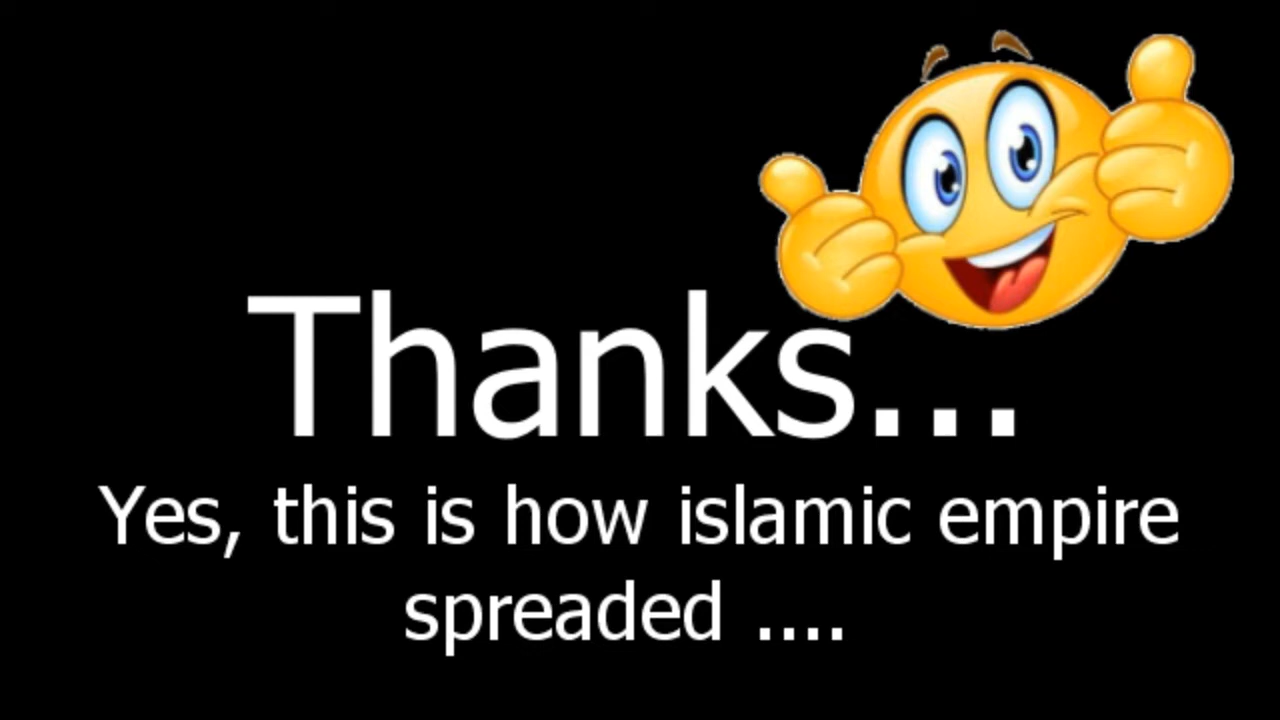 Thanks...
Yes, this is how islamic empire
spreaded ....